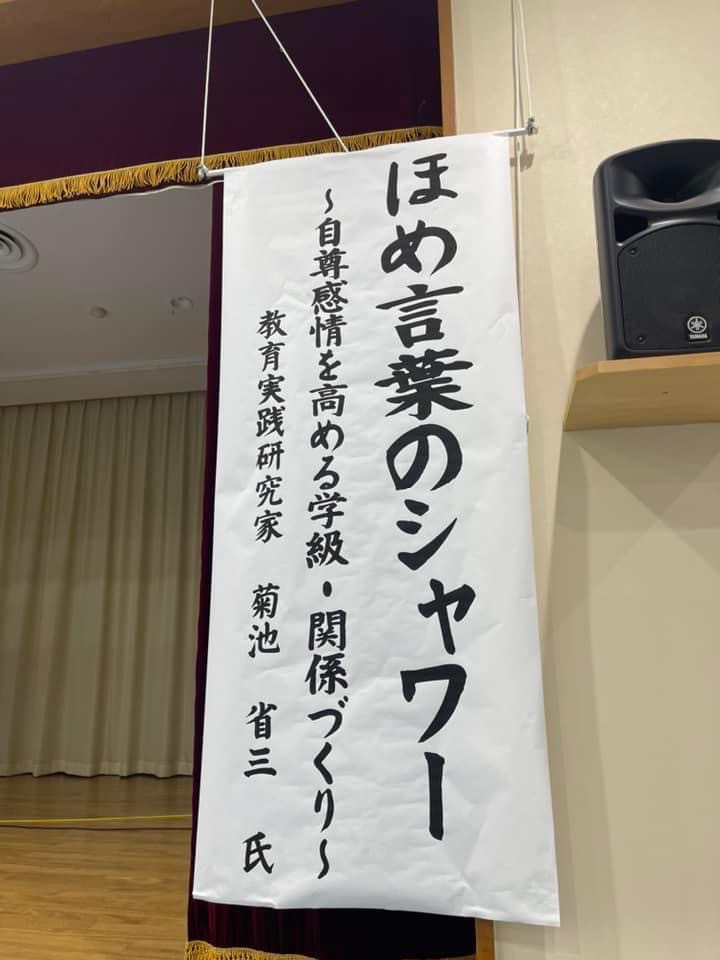 ほめ言葉のシャワー
～自尊感情を高める学級・関係づくり～
教育実践研究家　菊池　省三　氏
YAMAHA